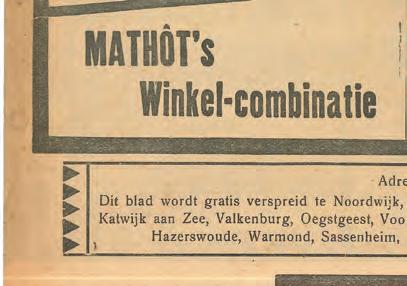 MATHÔT's
Winkel-combinatie
Adre
Dit blad wordt gratis verspreid te Noordwijk,
Katwijk aan Zee, Valkenburg, Oegstgeest, Voo
Hazerswoude, Warmond, Sassenheim,